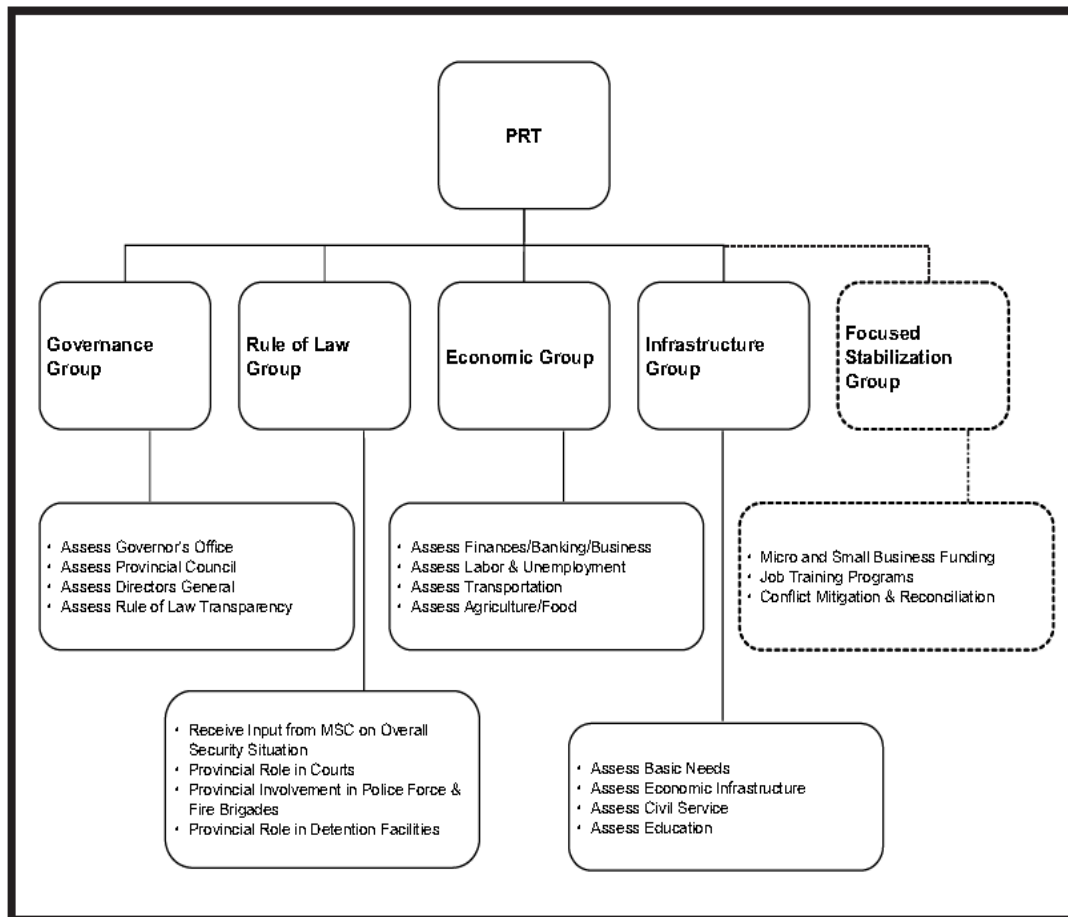 PRT
Governance
Group
Rule of Law
Group
Economic Group
Infrastructure
Group
Focused
Stabilization
Group
• Assess Governor's Office
• Assess Provincial Council
• Assess Directors General
• Assess Rule of Law Transparency
• Assess Finances/Banking/Business
• Assess Labor & Unemployment
• Assess Transportation
• Assess Agriculture/Food
• Micro and Small Business Funding
• Job Training Programs
• Conflict Mitigation & Reconciliation
• Receive Input from MSC on Overall
Security Situation
• Provincial Role in Courts
• Provincial Involvement in Police Force &
Fire Brigades
• Provincial Role in Detention Facilities
• Assess Basic Needs
• Assess Economic Infrastructure
• Assess Civil Service
• Assess Education